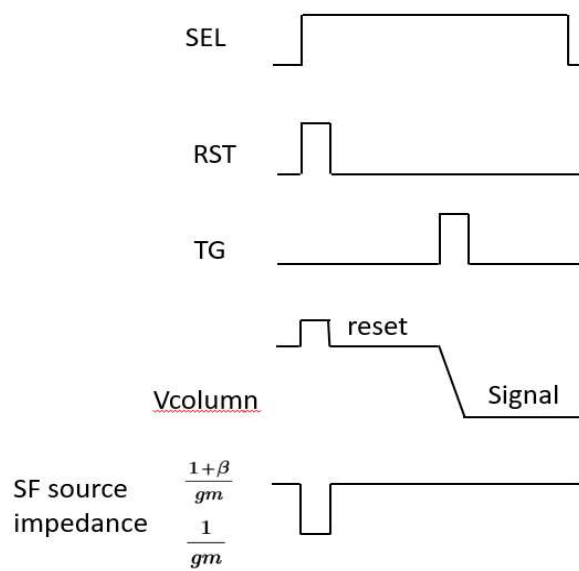 SEL
RST
TG
reset
Vcolumn
Signal
SF source
impedance
1+β
gm
1
gm